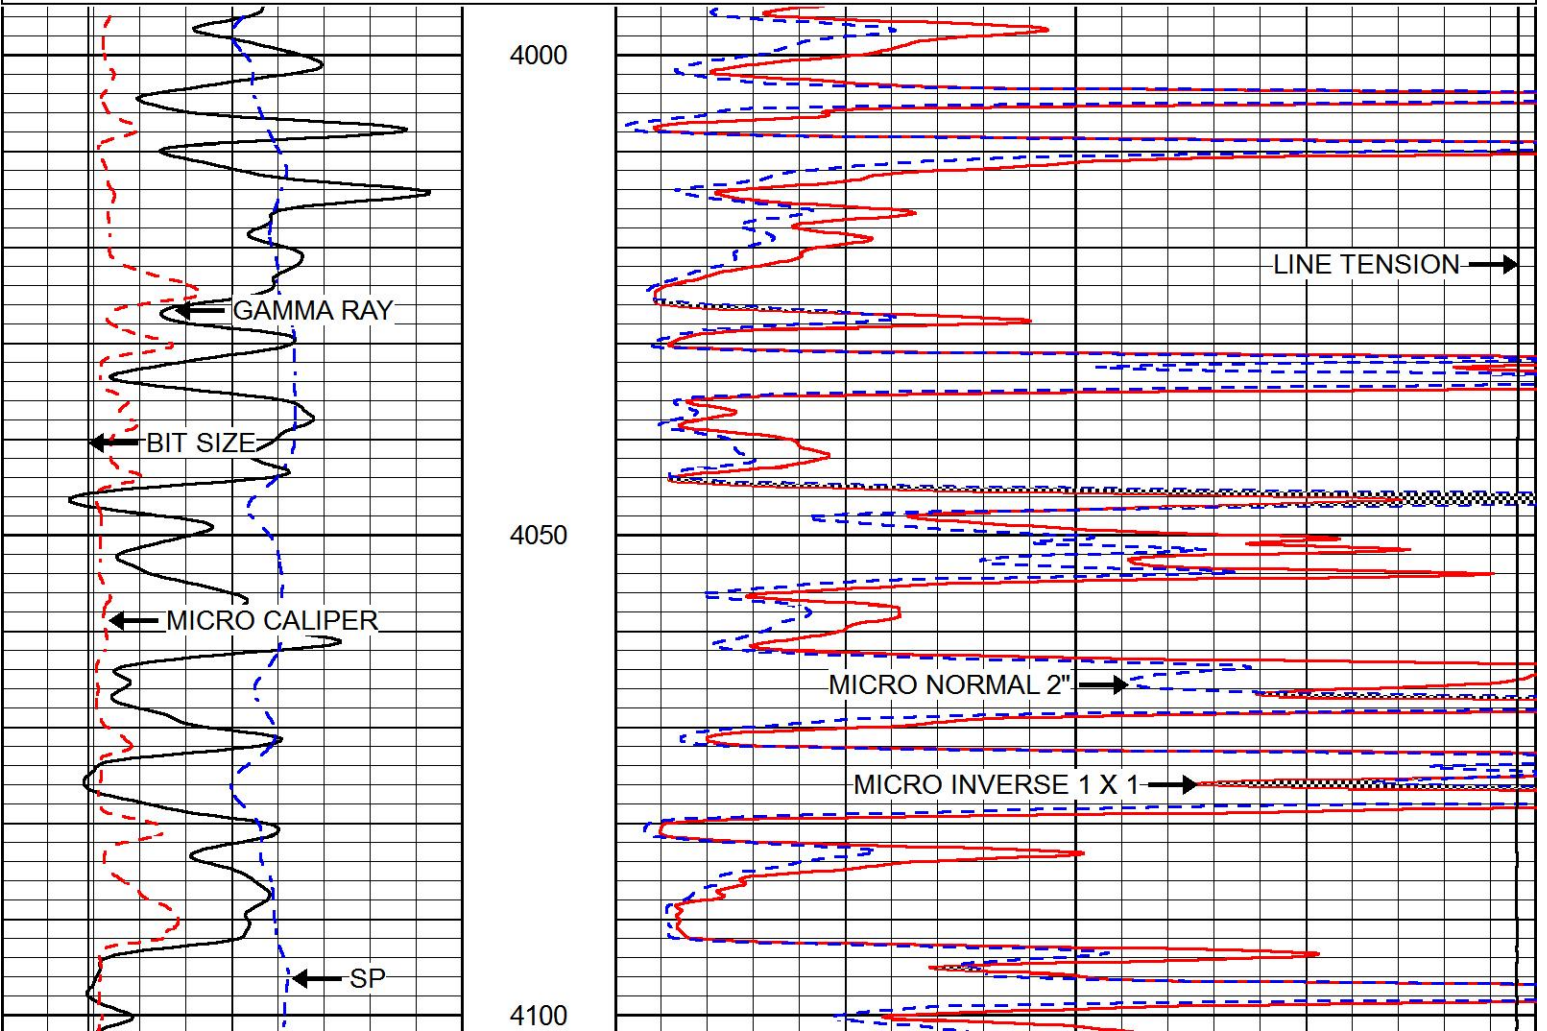 4000
LINE TENSION
GAMMA RAY
BIT SIZE
4050
MICRO CALIPER
MICRO NORMAL 2"
MICRO INVERSE 1 X 1
SP
4100